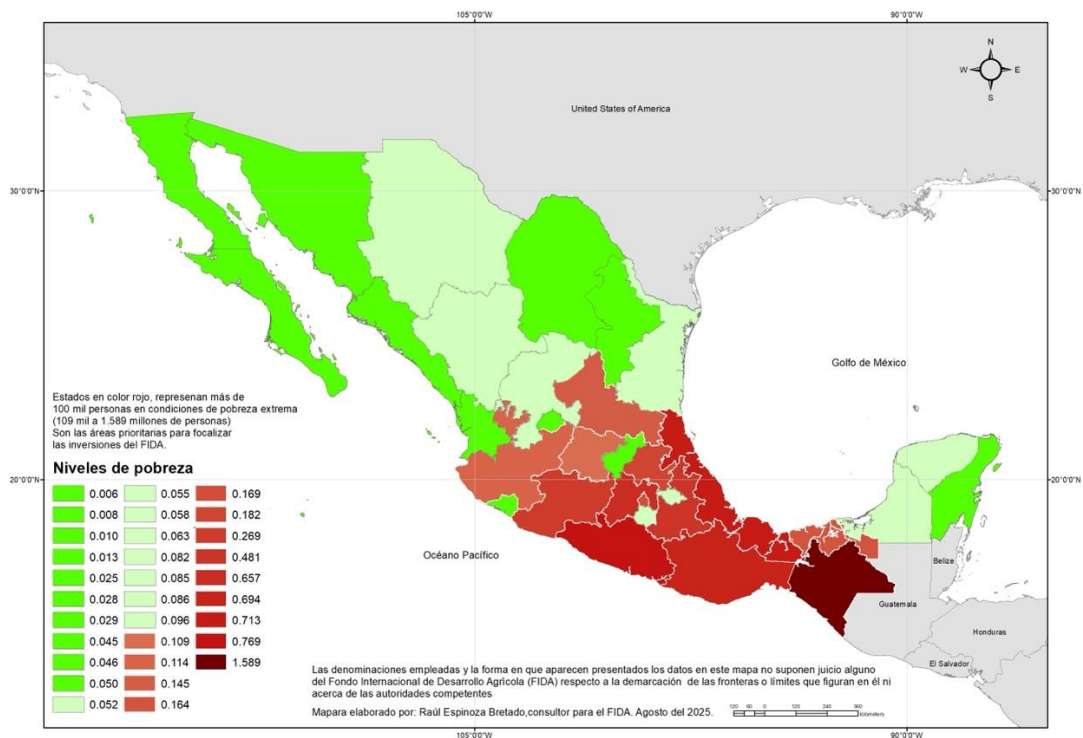 105°0'0"W
90°0'0"W
N
W
E
S
United States of America
30°0'0"N
30°0'0"N
Golfo de México
Estados en color rojo, represenan más de
100 mil personas en condiciones de pobreza extrema
(109 mil a 1.589 millones de personas)
Son las áreas prioritarias para focalizar
las inversiones del FIDA.
Niveles de pobreza
20°0'0"N
20°0'0"N
0.006 0.055 0.169
0.008 0.058 0.182
0.010 0.063 0.269
0.013 0.082 0.481
0.025 0.085 0.657
0.028 0.086 0.694
0.029 0.096 0.713
0.045 0.109 0.769
0.046 0.114 1.589
0.050 0.145
0.052 0.164
Océano Pacífico
Belize
Guatemala
Honduras
El Salvador
Las denominaciones empleadas y la forma en que aparecen presentados los datos en este mapa no suponen juicio alguno
del Fondo Internacional de Desarrollo Agrícola (FIDA) respecto a la demarcación de las fronteras o límites que figuran en él ni
acerca de las autoridades competentes
Mapara elaborado por: Raúl Espinoza Bretado,consultor para el FIDA. Agosto del 2025.
120 60 0 120 240 360
Kilometers
105°0'0"W
90°0'0"W